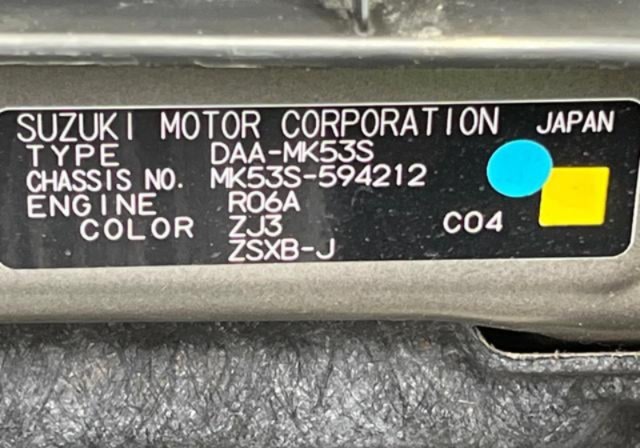 SUZUKI MOTOR CORPORATION JAPAN
TYPE DAA-MK53S
CHASSIS NO. MK53S-594212
ENGINE R06A
COLOR ZJ3 C04
ZSXB-J